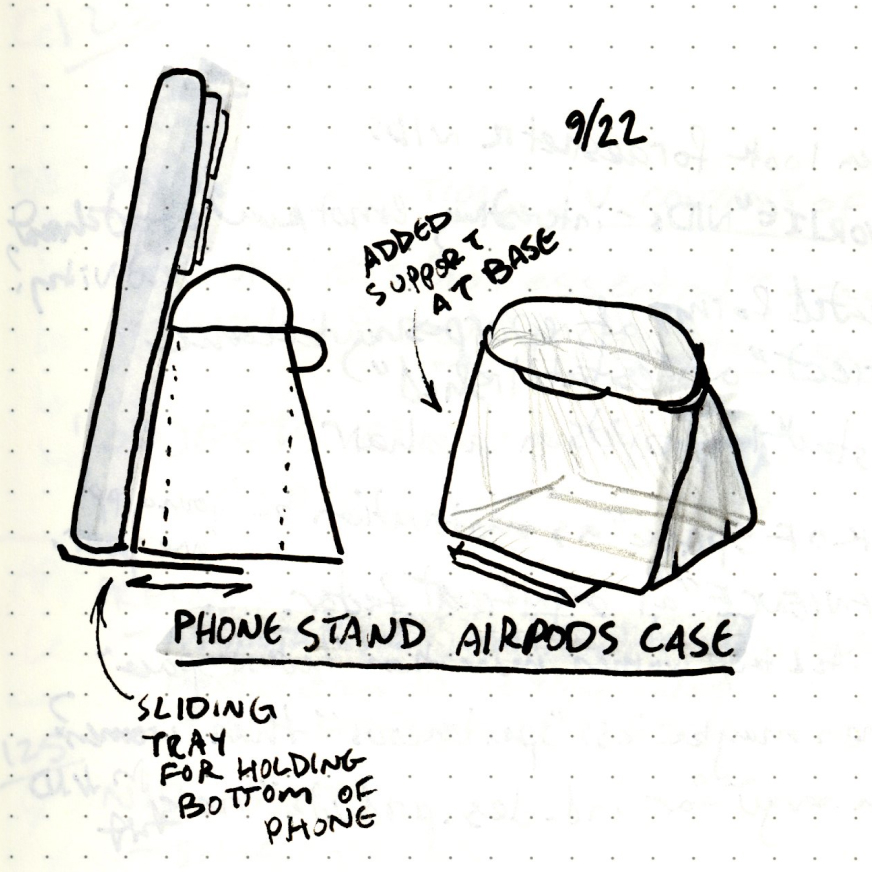 9/22
ADDED
SUPPORT
AT BASE
PHONE STAND AIRPODS CASE
SLIDING
TRAY
FOR HOLDING
BOTTOM OF
PHONE